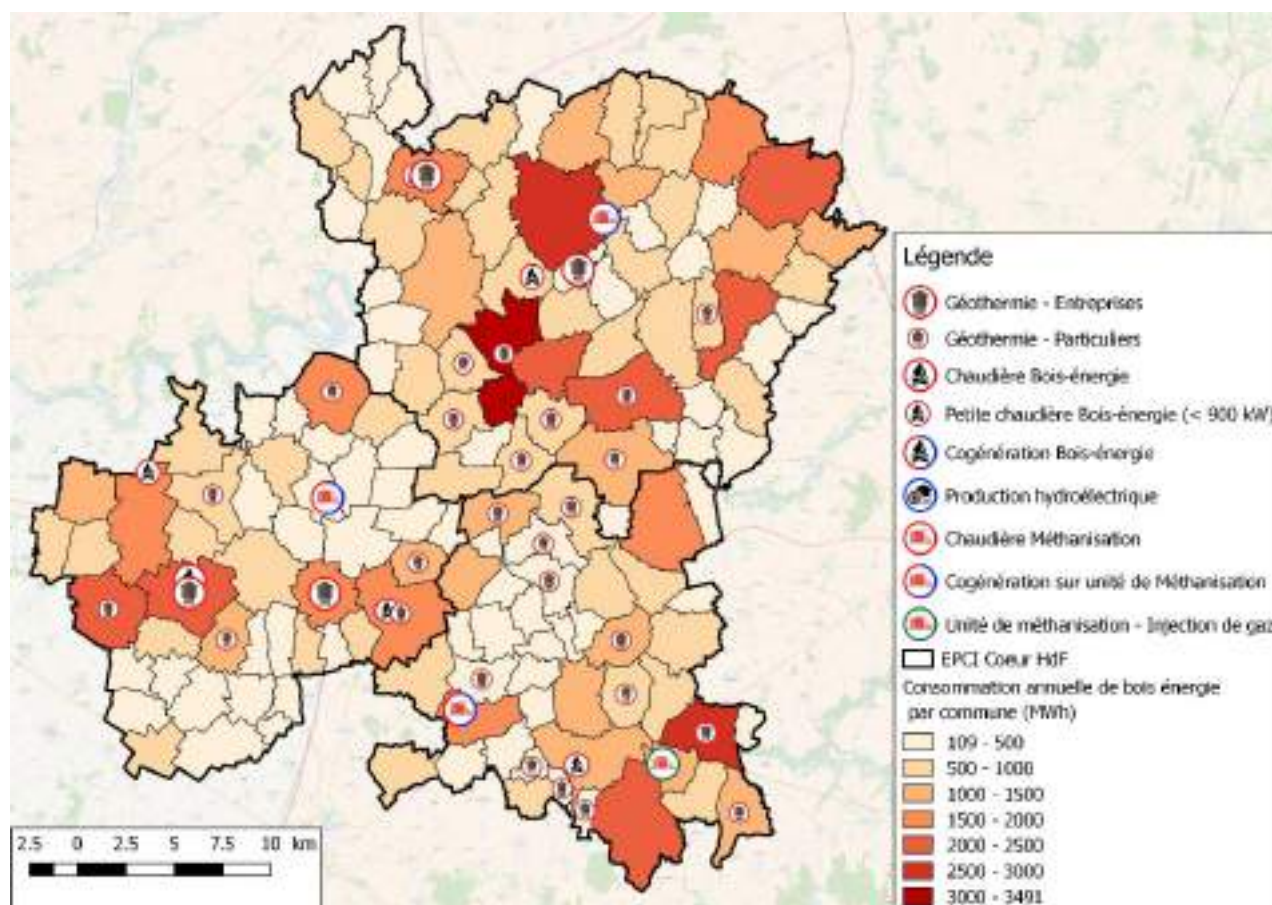 Légende
Géothermie - Entreprises
Géothermie - Particuliers
Chaudière Bois-énergie
Petite chaudière Bois-énergie (< 900 kW)
Cogénération Bois-énergie
Production hydroélectrique
Chaudière Méthanisation
Cogénération sur unité de Méthanisation
Unité de méthanisation - Injection de gaz
EPCI Coeur HdF
Consommation annuelle de bois énergie
par commune (MWh)
109 - 500
500 - 1000
1000 - 1500
1500 - 2000
2000 - 2500
2500 - 3000
3000 - 3491
2.5 0 2.5 5 7.5 10 km